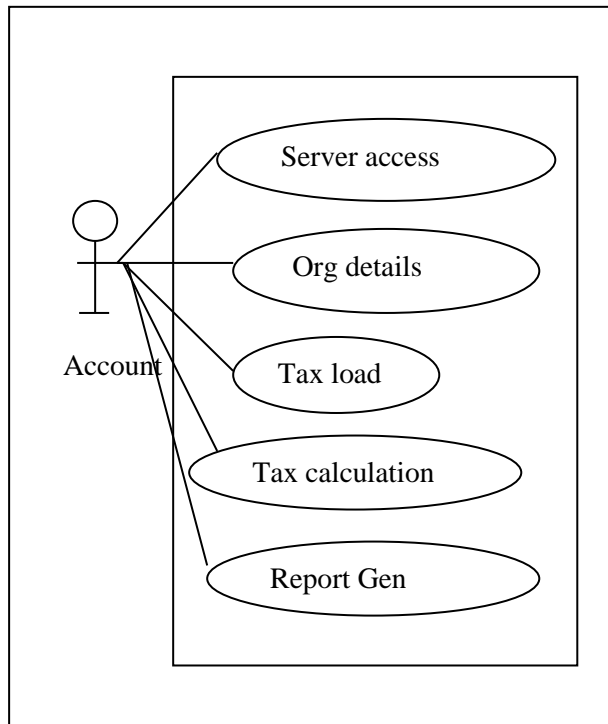 Server access
Org details
Account
Tax load
Tax calculation
Report Gen